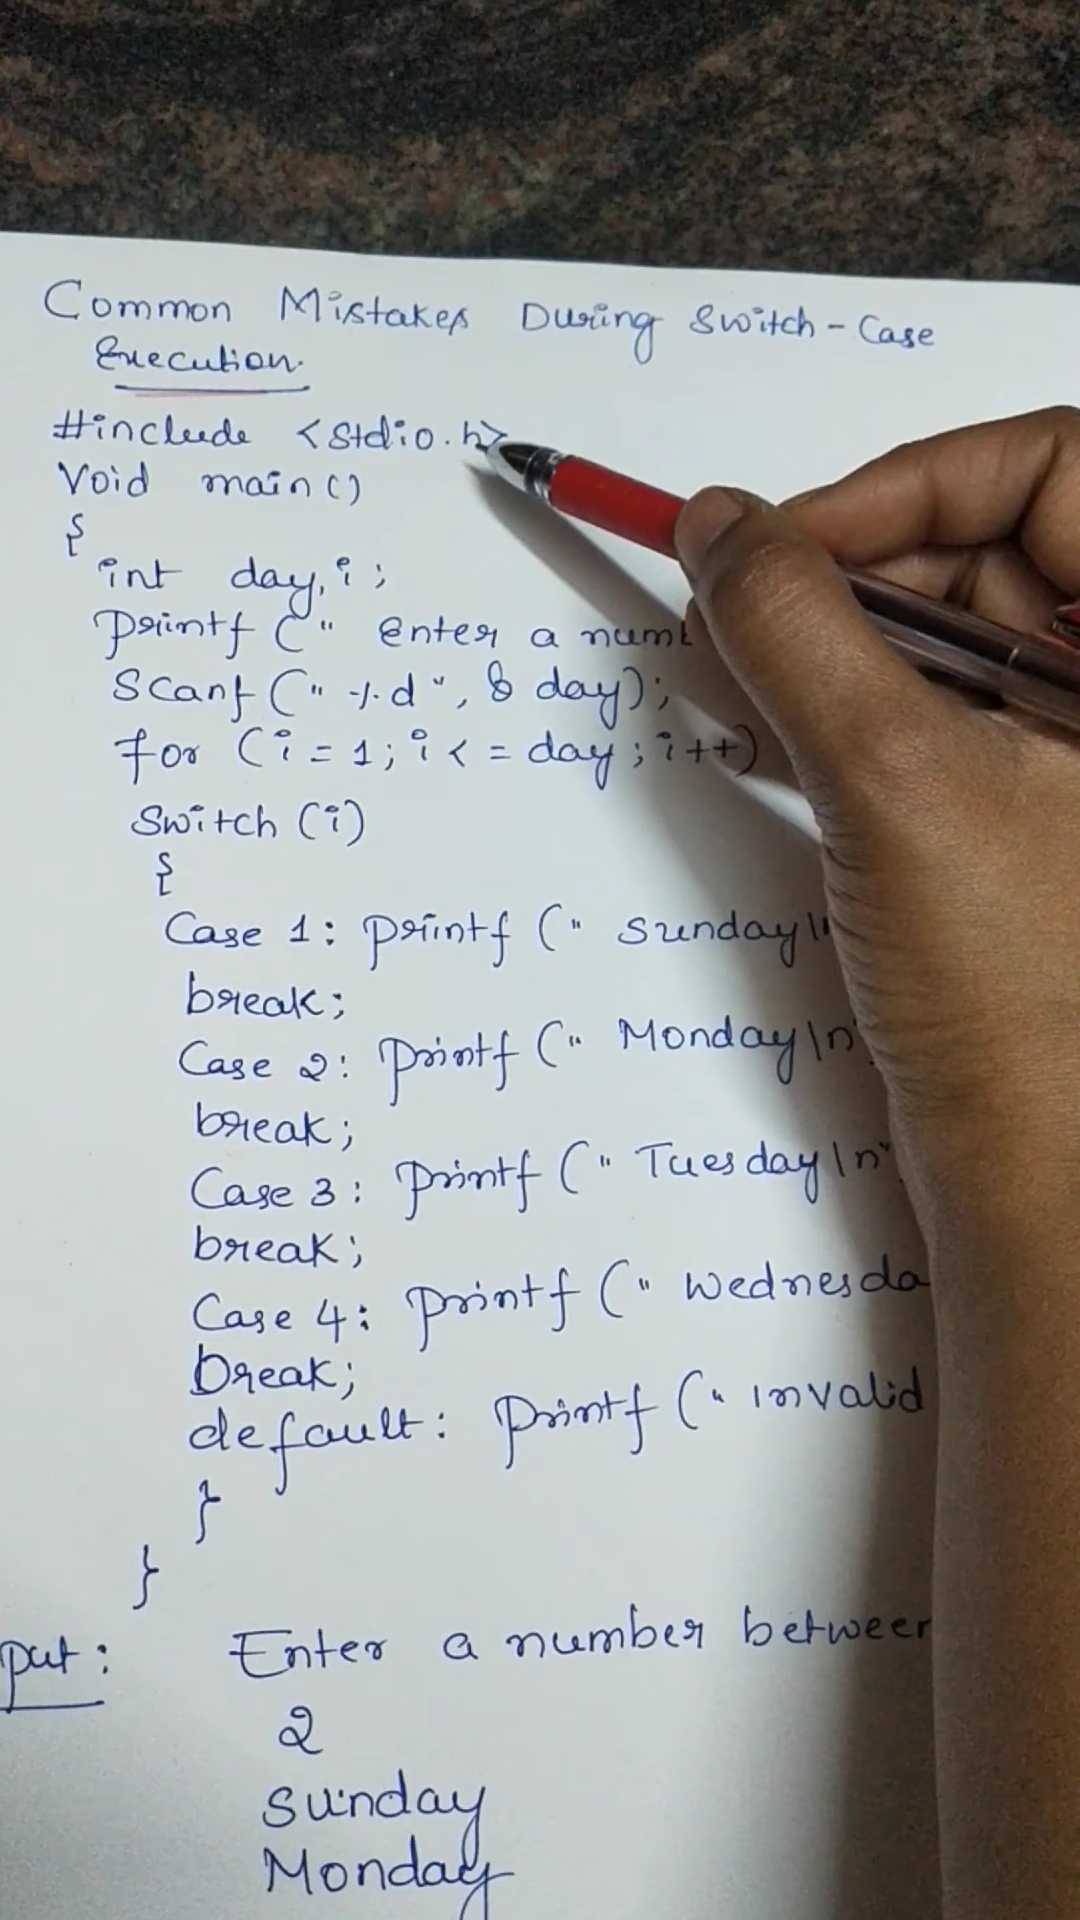 Common Mistakes During Switch-Case
Execution.
#include <stdio.h>
Void main()
{
int day, i;
printf (" enter a num
Scanf (" %d", & day);
for (i = 1; i < = day; i++)
Switch (i)
{
Case 1: printf (" Sunday\
break;
Case 2: printf (" Monday\n"
break;
Case 3: printf (" Tuesday\n"
break;
Case 4: printf (" Wednesda
break;
default: printf (" Invalid
}
}
put: Enter a number between
2
Sunday
Monday